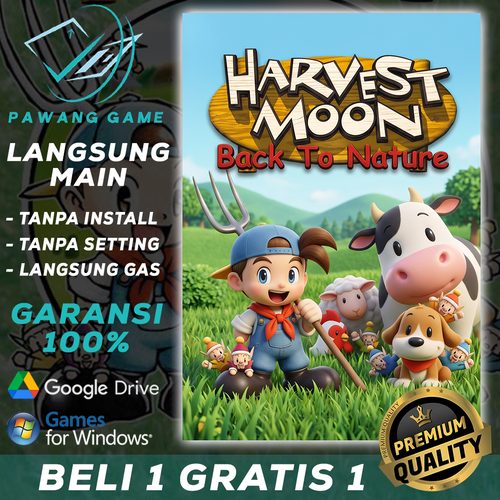 PAWANG GAME
LANGSUNG
MAIN
- TANPA INSTALL
- TANPA SETTING
- LANGSUNG GAS
GARANSI
100%
Google Drive
Games
for Windows®
HARVEST
MOON
Back To Nature
PREMIUM
QUALITY
BELI 1 GRATIS 1